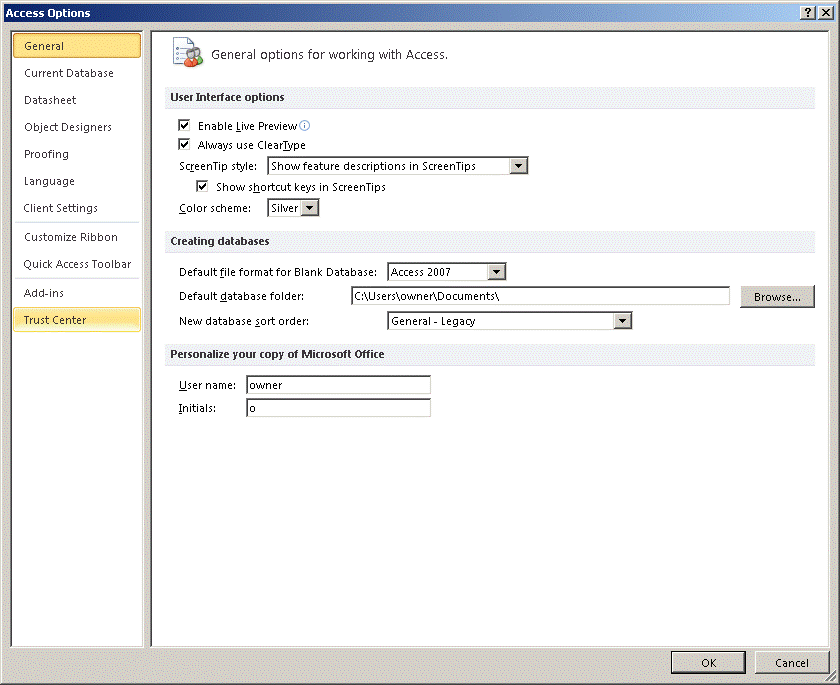 Access Options
General
Current Database
Datasheet
Object Designers
Proofing
Language
Client Settings
Customize Ribbon
Quick Access Toolbar
Add-ins
Trust Center
General options for working with Access.
User Interface options
Enable Live Preview
Always use ClearType
ScreenTip style: Show feature descriptions in ScreenTips
Show shortcut keys in ScreenTips
Color scheme: Silver
Creating databases
Default file format for Blank Database: Access 2007
Default database folder: C:\Users\owner\Documents\ Browse...
New database sort order: General - Legacy
Personalize your copy of Microsoft Office
User name: owner
Initials: o
OK Cancel